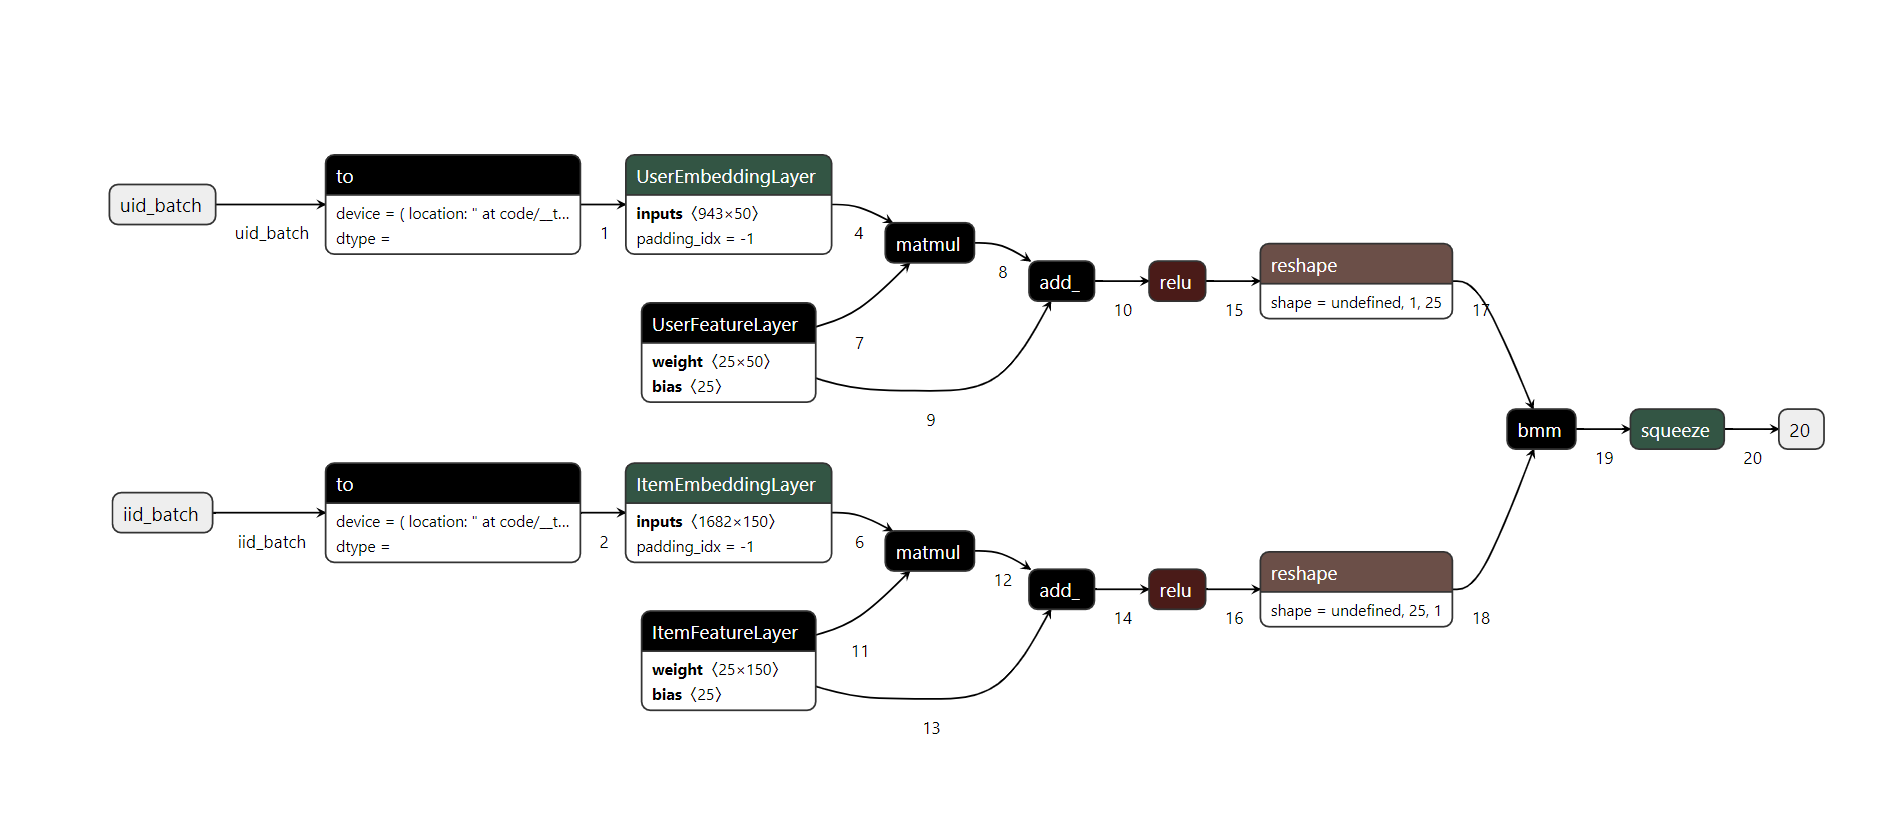 uid_batch
uid_batch
to
device = ( location: " at code/__t...
dtype =
1
UserEmbeddingLayer
inputs 〈943×50〉
padding_idx = -1
4
matmul
UserFeatureLayer
weight 〈25×50〉
bias 〈25〉
7
9
8
add_
10
relu
15
reshape
shape = undefined, 1, 25
17
iid_batch
iid_batch
to
device = ( location: " at code/__t...
dtype =
2
ItemEmbeddingLayer
inputs 〈1682×150〉
padding_idx = -1
6
matmul
ItemFeatureLayer
weight 〈25×150〉
bias 〈25〉
11
13
12
add_
14
relu
16
reshape
shape = undefined, 25, 1
18
bmm
19
squeeze
20
20